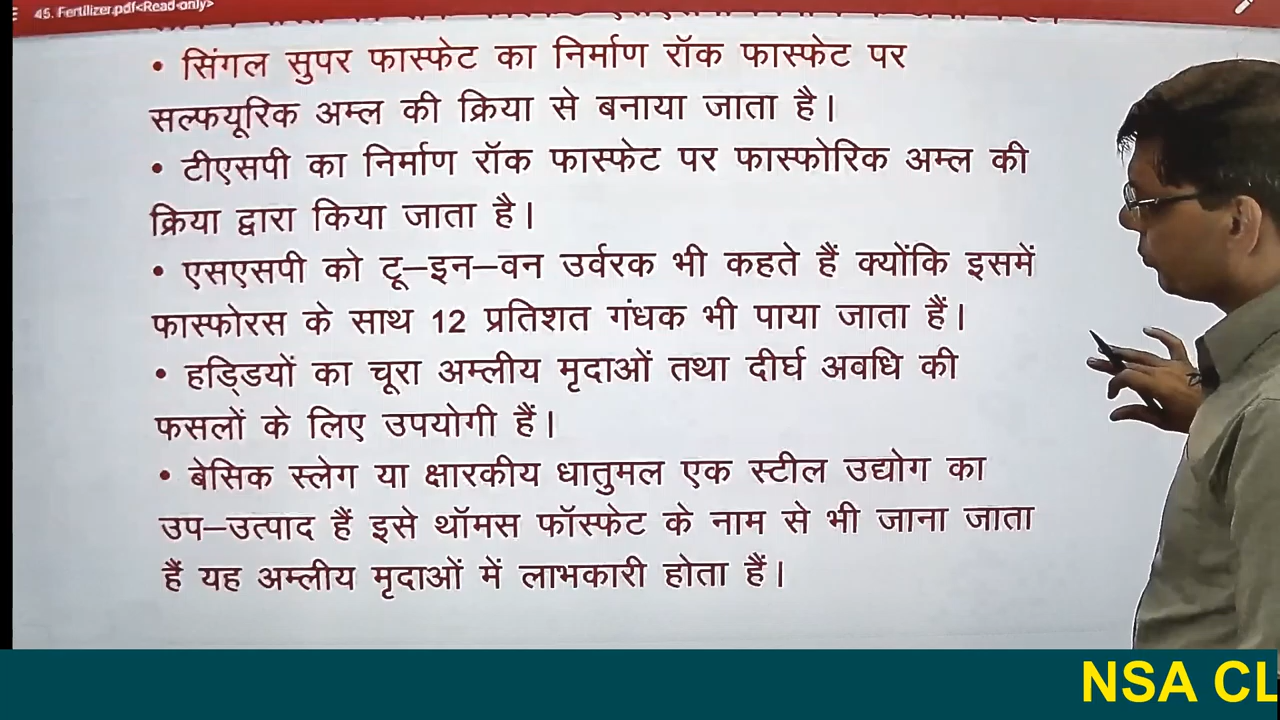 45. Fertilizer.pdf<Read-only>
• सिंगल सुपर फास्फेट का निर्माण रॉक फास्फेट पर
सल्फयूरिक अम्ल की क्रिया से बनाया जाता है।
• टीएसपी का निर्माण रॉक फास्फेट पर फास्फोरिक अम्ल की
क्रिया द्वारा किया जाता है।
• एसएसपी को टू–इन–वन उर्वरक भी कहते हैं क्योंकि इसमें
फास्फोरस के साथ 12 प्रतिशत गंधक भी पाया जाता हैं।
• हडि्डयों का चूरा अम्लीय मृदाओं तथा दीर्घ अवधि की
फसलों के लिए उपयोगी हैं।
• बेसिक स्लेग या क्षारकीय धातुमल एक स्टील उद्योग का
उप–उत्पाद हैं इसे थॉमस फॉस्फेट के नाम से भी जाना जाता
हैं यह अम्लीय मृदाओं में लाभकारी होता हैं।
NSA CL